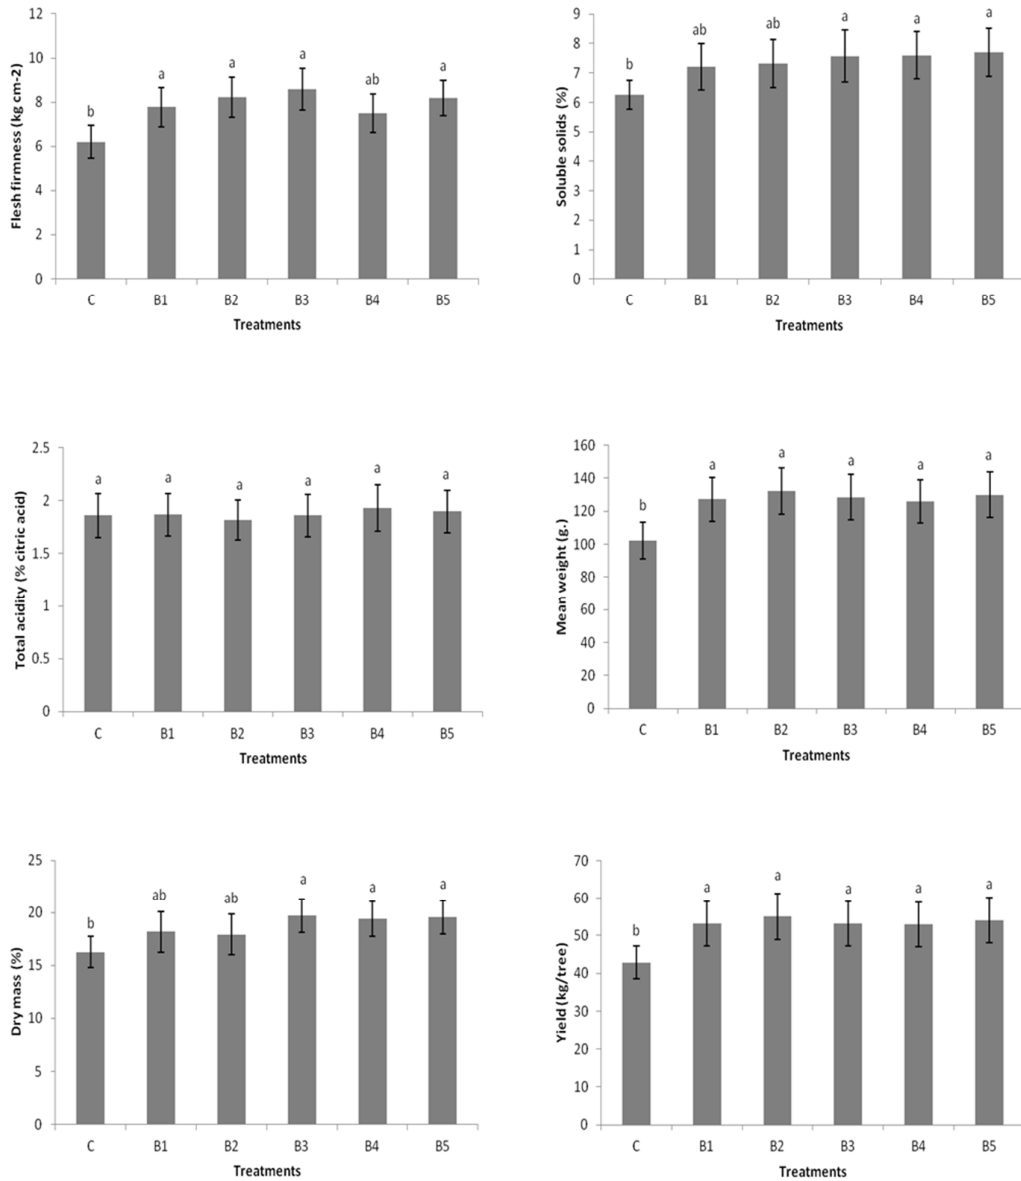 Flesh firmness (kg cm-2)
12
10
8
6
4
2
0
b
a
a
a
ab
a
C B1 B2 B3 B4 B5
Treatments
Soluble solids (%)
9
8
7
6
5
4
3
2
1
0
b
ab
ab
a
a
a
C B1 B2 B3 B4 B5
Treatments
Total acidity (% citric acid)
2.5
2
1.5
1
0.5
0
a
a
a
a
a
a
C B1 B2 B3 B4 B5
Treatments
Mean weight (g.)
160
140
120
100
80
60
40
20
0
b
a
a
a
a
a
C B1 B2 B3 B4 B5
Treatments
Dry mass (%)
25
20
15
10
5
0
b
ab
ab
a
a
a
C B1 B2 B3 B4 B5
Treatments
Yield (kg/tree)
70
60
50
40
30
20
10
0
b
a
a
a
a
a
C B1 B2 B3 B4 B5
Treatments